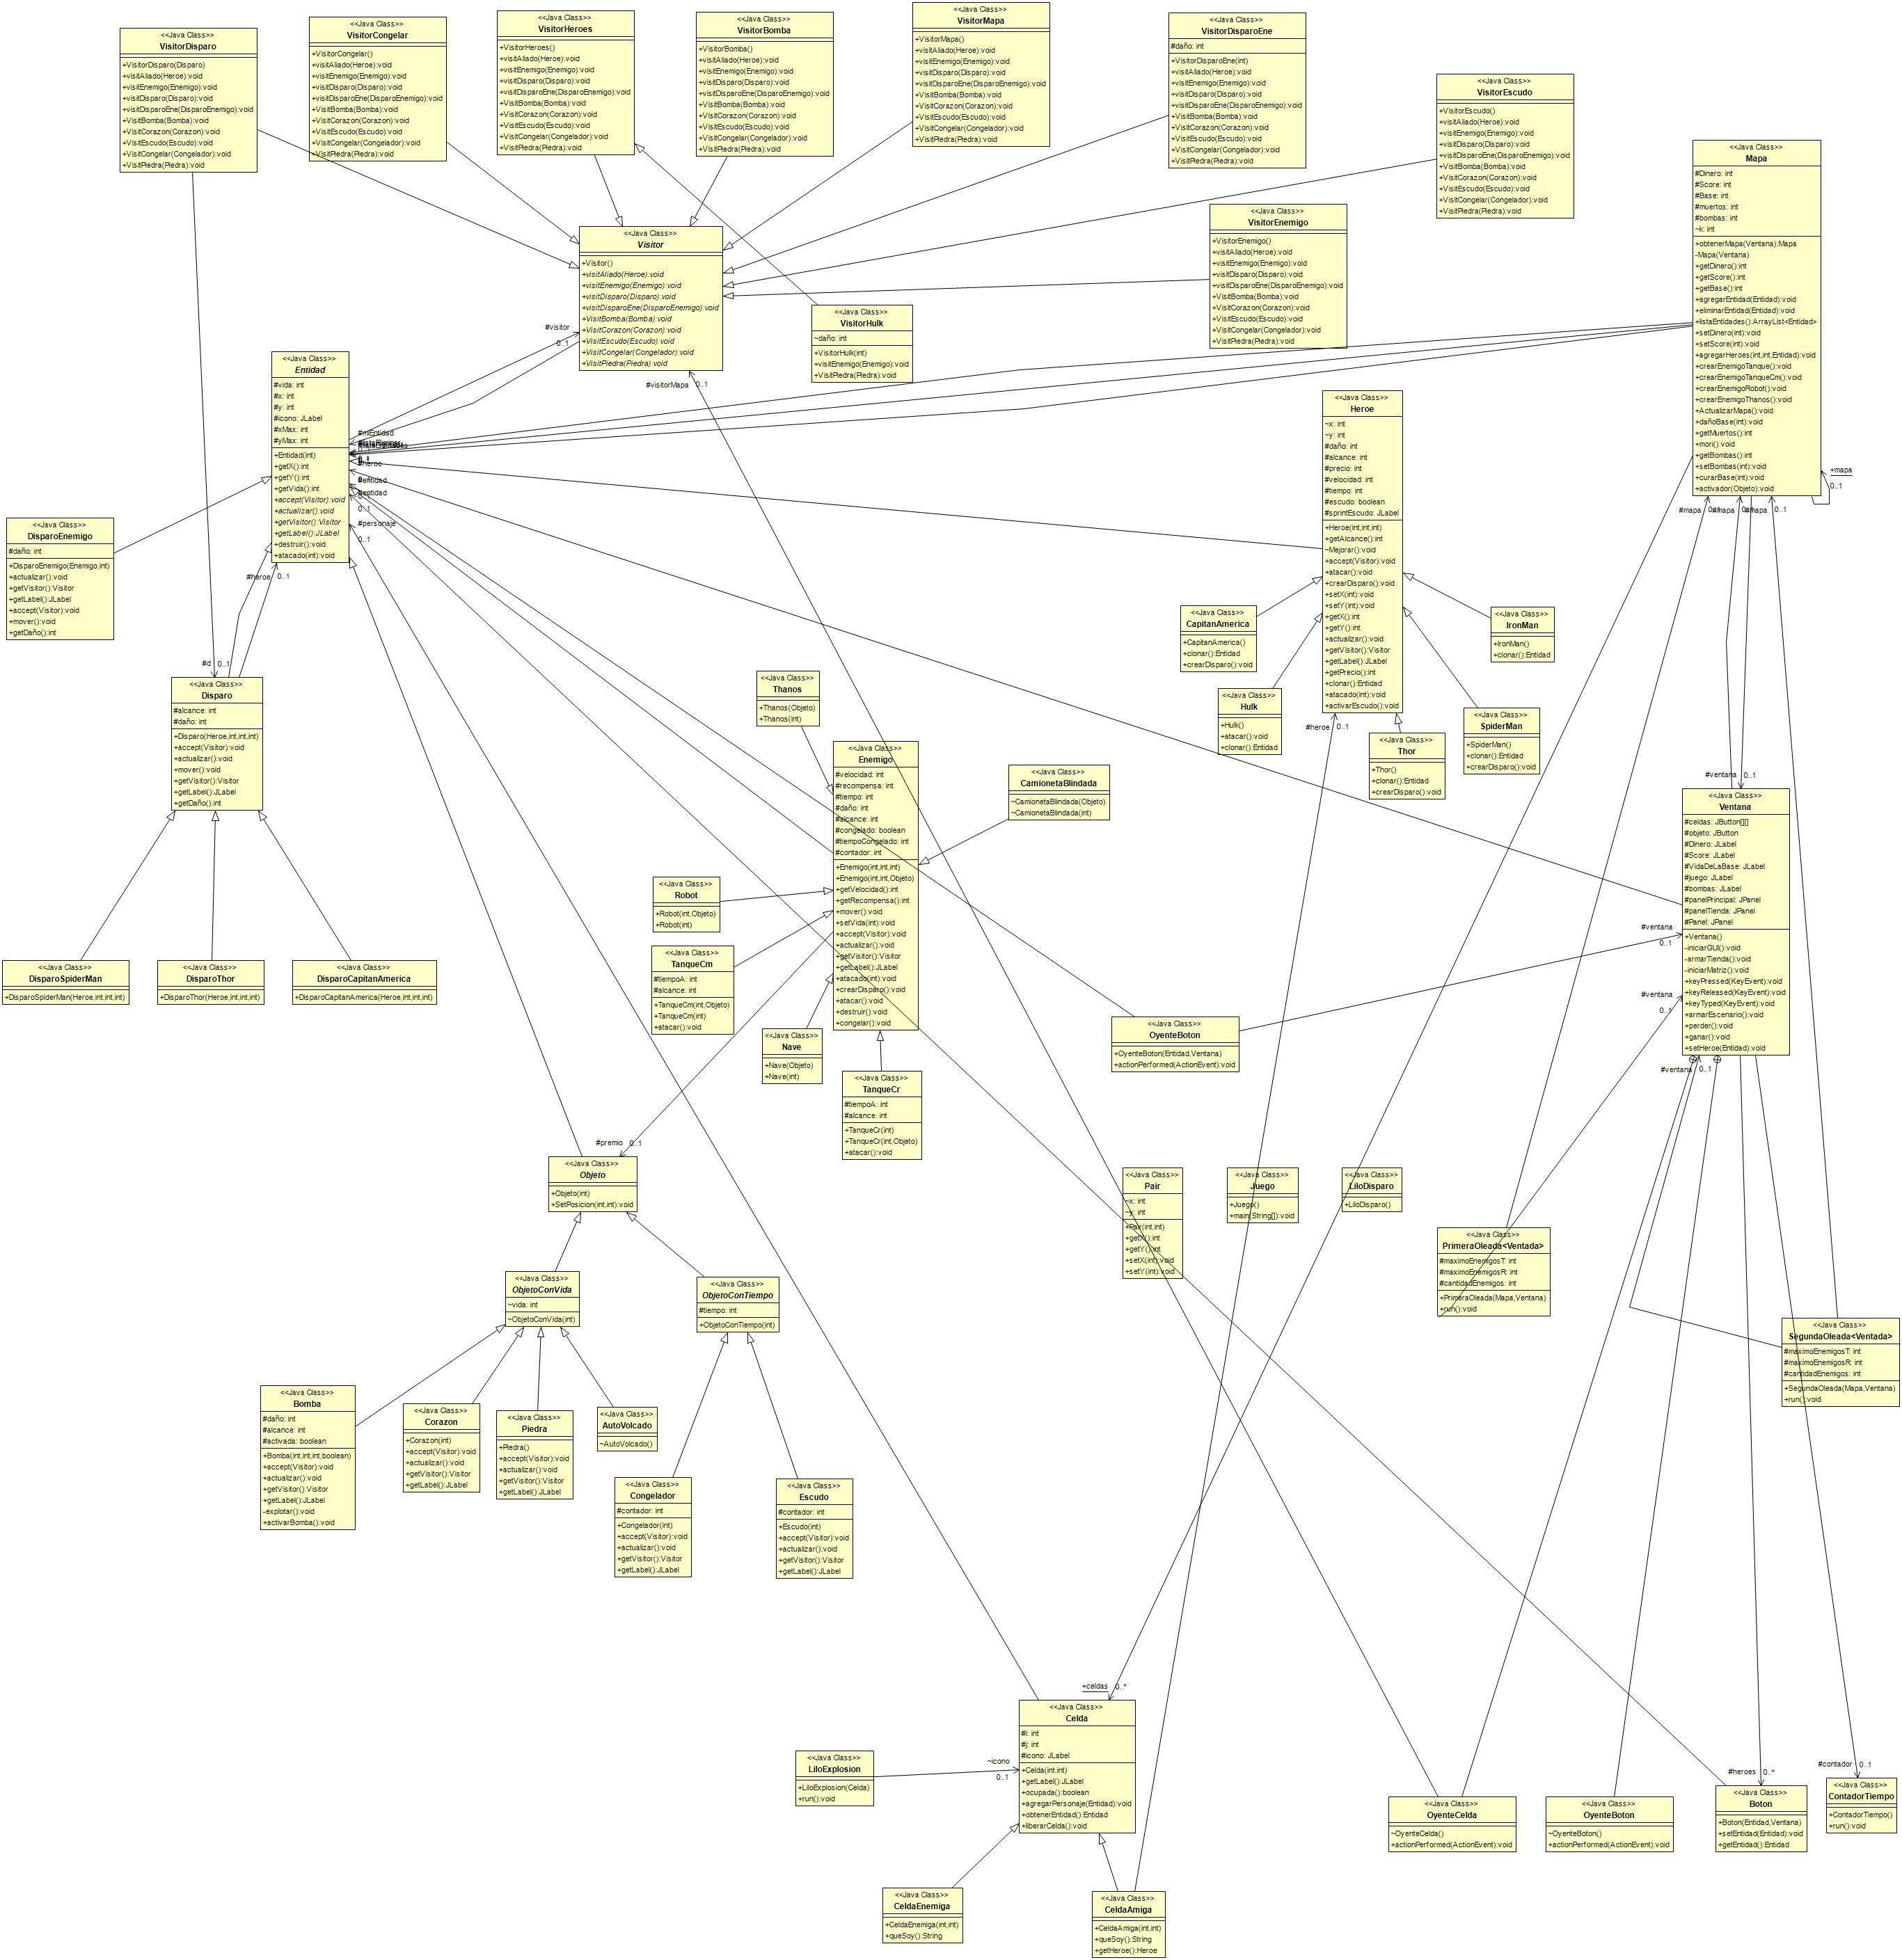 <<Java Class>>
VisitorDisparo
+VisitorDisparo(Disparo)
+visitAliado(Heroe):void
+visitEnemigo(Enemigo):void
+visitDisparo(Disparo):void
+visitDisparoEne(DisparoEnemigo):void
+VisitBomba(Bomba):void
+VisitCorazon(Corazon):void
+VisitEscudo(Escudo):void
+VisitCongelar(Congelador):void
+VisitPiedra(Piedra):void
<<Java Class>>
VisitorCongelar
+VisitorCongelar()
+visitAliado(Heroe):void
+visitEnemigo(Enemigo):void
+visitDisparo(Disparo):void
+visitDisparoEne(DisparoEnemigo):void
+VisitBomba(Bomba):void
+VisitCorazon(Corazon):void
+VisitEscudo(Escudo):void
+VisitCongelar(Congelador):void
+VisitPiedra(Piedra):void
<<Java Class>>
VisitorHeroes
+VisitorHeroes()
+visitAliado(Heroe):void
+visitEnemigo(Enemigo):void
+visitDisparo(Disparo):void
+visitDisparoEne(DisparoEnemigo):void
+VisitBomba(Bomba):void
+VisitCorazon(Corazon):void
+VisitEscudo(Escudo):void
+VisitCongelar(Congelador):void
+VisitPiedra(Piedra):void
<<Java Class>>
VisitorBomba
+VisitorBomba()
+visitAliado(Heroe):void
+visitEnemigo(Enemigo):void
+visitDisparo(Disparo):void
+visitDisparoEne(DisparoEnemigo):void
+VisitBomba(Bomba):void
+VisitCorazon(Corazon):void
+VisitEscudo(Escudo):void
+VisitCongelar(Congelador):void
+VisitPiedra(Piedra):void
<<Java Class>>
VisitorMapa
+VisitorMapa()
+visitAliado(Heroe):void
+visitEnemigo(Enemigo):void
+visitDisparo(Disparo):void
+visitDisparoEne(DisparoEnemigo):void
+VisitBomba(Bomba):void
+VisitCorazon(Corazon):void
+VisitEscudo(Escudo):void
+VisitCongelar(Congelador):void
+VisitPiedra(Piedra):void
<<Java Class>>
VisitorDisparoEne
#daño: int
+VisitorDisparoEne(int)
+visitAliado(Heroe):void
+visitEnemigo(Enemigo):void
+visitDisparo(Disparo):void
+visitDisparoEne(DisparoEnemigo):void
+VisitBomba(Bomba):void
+VisitCorazon(Corazon):void
+VisitEscudo(Escudo):void
+VisitCongelar(Congelador):void
+VisitPiedra(Piedra):void
<<Java Class>>
VisitorEscudo
+VisitorEscudo()
+visitAliado(Heroe):void
+visitEnemigo(Enemigo):void
+visitDisparo(Disparo):void
+visitDisparoEne(DisparoEnemigo):void
+VisitBomba(Bomba):void
+VisitCorazon(Corazon):void
+VisitEscudo(Escudo):void
+VisitCongelar(Congelador):void
+VisitPiedra(Piedra):void
<<Java Class>>
Mapa
#Dinero: int
#Score: int
#Base: int
#muertos: int
#bombas: int
~k: int
+obtenerMapa(Ventana):Mapa
-Mapa(Ventana)
+getDinero():int
+getScore():int
+getBase():int
+agregarEntidad(Entidad):void
+eliminarEntidad(Entidad):void
+listaEntidades():ArrayList<Entidad>
+setDinero(int):void
+setScore(int):void
+agregarHeroes(int,int,Entidad):void
+crearEnemigoTanque():void
+crearEnemigoTanqueCm():void
+crearEnemigoRobot():void
+crearEnemigoThanos():void
+ActualizarMapa():void
+dañoBase(int):void
+getMuertos():int
+mori():void
+getBombas():int
+setBombas(int):void
+curarBase(int):void
+activador(Objeto):void
+mapa
0..1
<<Java Class>>
Visitor
+Visitor()
+visitAliado(Heroe):void
+visitEnemigo(Enemigo):void
+visitDisparo(Disparo):void
+visitDisparoEne(DisparoEnemigo):void
+VisitBomba(Bomba):void
+VisitCorazon(Corazon):void
+VisitEscudo(Escudo):void
+VisitCongelar(Congelador):void
+VisitPiedra(Piedra):void
<<Java Class>>
VisitorEnemigo
+VisitorEnemigo()
+visitAliado(Heroe):void
+visitEnemigo(Enemigo):void
+visitDisparo(Disparo):void
+visitDisparoEne(DisparoEnemigo):void
+VisitBomba(Bomba):void
+VisitCorazon(Corazon):void
+VisitEscudo(Escudo):void
+VisitCongelar(Congelador):void
+VisitPiedra(Piedra):void
<<Java Class>>
VisitorHulk
~daño: int
+VisitorHulk(int)
+visitEnemigo(Enemigo):void
+VisitPiedra(Piedra):void
#visitor
0..1
#visitorMapa 0..1
<<Java Class>>
Entidad
#vida: int
#x: int
#y: int
#icono: JLabel
#xMax: int
#yMax: int
+Entidad(int)
+getX():int
+getY():int
+getVida():int
+accept(Visitor):void
+actualizar():void
+getVisitor():Visitor
+getLabel():JLabel
+destruir():void
+atacado(int):void
#miEntidad
#heroe
#entidad
#entidad
0..1
#personaje
0..1
<<Java Class>>
Heroe
~x: int
~y: int
#daño: int
#alcance: int
#precio: int
#velocidad: int
#tiempo: int
#escudo: boolean
#sprintEscudo: JLabel
+Heroe(int,int,int)
+getAlcance():int
~Mejorar():void
+accept(Visitor):void
+atacar():void
+crearDisparo():void
+setX(int):void
+setY(int):void
+getX():int
+getY():int
+actualizar():void
+getVisitor():Visitor
+getLabel():JLabel
+getPrecio():int
+clonar():Entidad
+atacado(int):void
+activarEscudo():void
#mapa
#mapa
#mapa 0..1
<<Java Class>>
DisparoEnemigo
#daño: int
+DisparoEnemigo(Enemigo,int)
+actualizar():void
+getVisitor():Visitor
+getLabel():JLabel
+accept(Visitor):void
+mover():void
+getDaño():int
#heroe 0..1
<<Java Class>>
CapitanAmerica
+CapitanAmerica()
+clonar():Entidad
+crearDisparo():void
<<Java Class>>
IronMan
+IronMan()
+clonar():Entidad
#d 0..1
<<Java Class>>
Disparo
#alcance: int
#daño: int
+Disparo(Heroe,int,int,int)
+accept(Visitor):void
+actualizar():void
+mover():void
+getVisitor():Visitor
+getLabel():JLabel
+getDaño():int
<<Java Class>>
Thanos
+Thanos(Objeto)
+Thanos(int)
<<Java Class>>
Hulk
+Hulk()
+atacar():void
+clonar():Entidad
#heroe 0..1
<<Java Class>>
SpiderMan
+SpiderMan()
+clonar():Entidad
+crearDisparo():void
<<Java Class>>
Thor
+Thor()
+clonar():Entidad
+crearDisparo():void
<<Java Class>>
Enemigo
#velocidad: int
#recompensa: int
#tiempo: int
#daño: int
#alcance: int
#congelado: boolean
#tiempoCongelado: int
#contador: int
+Enemigo(int,int,int)
+Enemigo(int,int,Objeto)
+getVelocidad():int
+getRecompensa():int
+mover():void
+setVida(int):void
+accept(Visitor):void
+actualizar():void
+getVisitor():Visitor
+getLabel():JLabel
+atacado(int):void
+crearDisparo():void
+atacar():void
+destruir():void
+congelar():void
<<Java Class>>
CamionetaBlindada
~CamionetaBlindada(Objeto)
~CamionetaBlindada(int)
#ventana 0..1
<<Java Class>>
Ventana
#celdas: JButton[][]
#objeto: JButton
#Dinero: JLabel
#Score: JLabel
#VidaDeLaBase: JLabel
#juego: JLabel
#bombas: JLabel
#panelPrincipal: JPanel
#panelTienda: JPanel
#Panel: JPanel
+Ventana()
-iniciarGUI():void
-armarTienda():void
-iniciarMatriz():void
+keyPressed(KeyEvent):void
+keyReleased(KeyEvent):void
+keyTyped(KeyEvent):void
+armarEscenario():void
+perder():void
+ganar():void
+setHeroe(Entidad):void
#ventana
0..1
#ventana
0..1
#ventana 0..1
<<Java Class>>
Robot
+Robot(int,Objeto)
+Robot(int)
<<Java Class>>
TanqueCm
#tiempoA: int
#alcance: int
+TanqueCm(int,Objeto)
+TanqueCm(int)
+atacar():void
<<Java Class>>
DisparoSpiderMan
+DisparoSpiderMan(Heroe,int,int,int)
<<Java Class>>
DisparoThor
+DisparoThor(Heroe,int,int,int)
<<Java Class>>
DisparoCapitanAmerica
+DisparoCapitanAmerica(Heroe,int,int,int)
<<Java Class>>
Nave
+Nave(Objeto)
+Nave(int)
<<Java Class>>
OyenteBoton
+OyenteBoton(Entidad,Ventana)
+actionPerformed(ActionEvent):void
<<Java Class>>
TanqueCr
#tiempoA: int
#alcance: int
+TanqueCr(int)
+TanqueCr(int,Objeto)
+atacar():void
#premio 0..1
<<Java Class>>
Objeto
+Objeto(int)
+SetPosicion(int,int):void
<<Java Class>>
Pair
~x: int
~y: int
+Pair(int,int)
+getX():int
+getY():int
+setX(int):void
+setY(int):void
<<Java Class>>
Juego
+Juego()
+main(String[]):void
<<Java Class>>
LiloDisparo
+LiloDisparo()
<<Java Class>>
PrimeraOleada<Ventada>
#maximoEnemigosT: int
#maximoEnemigosR: int
#cantidadEnemigos: int
+PrimeraOleada(Mapa,Ventana)
+run():void
<<Java Class>>
ObjetoConVida
~vida: int
~ObjetoConVida(int)
<<Java Class>>
ObjetoConTiempo
#tiempo: int
+ObjetoConTiempo(int)
<<Java Class>>
SegundaOleada<Ventada>
#maximoEnemigosT: int
#maximoEnemigosR: int
#cantidadEnemigos: int
+SegundaOleada(Mapa,Ventana)
+run():void
<<Java Class>>
Bomba
#daño: int
#alcance: int
#activada: boolean
+Bomba(int,int,int,boolean)
+accept(Visitor):void
+actualizar():void
+getVisitor():Visitor
+getLabel():JLabel
-explotar():void
+activarBomba():void
<<Java Class>>
Corazon
+Corazon(int)
+accept(Visitor):void
+actualizar():void
+getVisitor():Visitor
+getLabel():JLabel
<<Java Class>>
Piedra
+Piedra()
+accept(Visitor):void
+actualizar():void
+getVisitor():Visitor
+getLabel():JLabel
<<Java Class>>
AutoVolcado
~AutoVolcado()
<<Java Class>>
Congelador
#contador: int
+Congelador(int)
+accept(Visitor):void
+actualizar():void
+getVisitor():Visitor
+getLabel():JLabel
<<Java Class>>
Escudo
#contador: int
+Escudo(int)
+accept(Visitor):void
+actualizar():void
+getVisitor():Visitor
+getLabel():JLabel
+celdas 0..*
<<Java Class>>
Celda
#i: int
#j: int
#icono: JLabel
+Celda(int,int)
+getLabel():JLabel
+ocupada():boolean
+agregarPersonaje(Entidad):void
+obtenerEntidad():Entidad
+liberarCelda():void
<<Java Class>>
LiloExplosion
+LiloExplosion(Celda)
+run():void
~icono
0..1
<<Java Class>>
OyenteCelda
~OyenteCelda()
+actionPerformed(ActionEvent):void
<<Java Class>>
OyenteBoton
~OyenteBoton()
+actionPerformed(ActionEvent):void
#heroes 0..*
<<Java Class>>
Boton
+Boton(Entidad,Ventana)
+setEntidad(Entidad):void
+getEntidad():Entidad
#contador 0..1
<<Java Class>>
ContadorTiempo
+ContadorTiempo()
+run():void
<<Java Class>>
CeldaEnemiga
+CeldaEnemiga(int,int)
+queSoy():String
<<Java Class>>
CeldaAmiga
+CeldaAmiga(int,int)
+queSoy():String
+getHeroe():Heroe